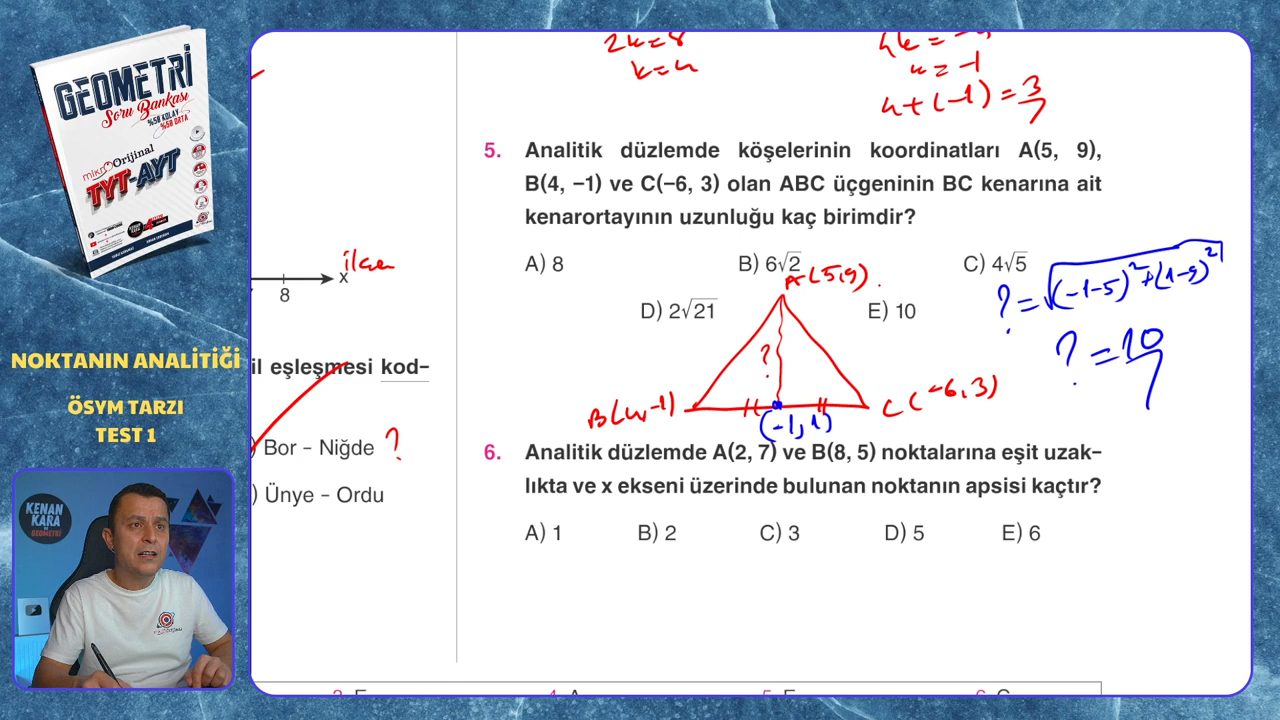 GEOMETRİ
Soru Bankası
%50 KOLAY
%50 ORTA
mikro Orijinal
TYT-AYT
NOKTANIN ANALİTİĞİ
ÖSYM TARZI
TEST 1
KENAN
KARA
GEOMETRİ
8
x
il eşleşmesi kod-
) Bor - Niğde ?
) Ünye - Ordu
2k=8
k=4
k = -1
4+(-1) = 3
5. Analitik düzlemde köşelerinin koordinatları A(5, 9),
B(4, -1) ve C(-6, 3) olan ABC üçgeninin BC kenarına ait
kenarortayının uzunluğu kaç birimdir?
A) 8 B) 6√2 C) 4√5
D) 2√21 E) 10
A(5,9)
?
B(4,-1) C(-6,3)
(-1,1)
? = √(-1-5)²+(1-9)²
? = 10
6. Analitik düzlemde A(2, 7) ve B(8, 5) noktalarına eşit uzak-
lıkta ve x ekseni üzerinde bulunan noktanın apsisi kaçtır?
A) 1 B) 2 C) 3 D) 5 E) 6